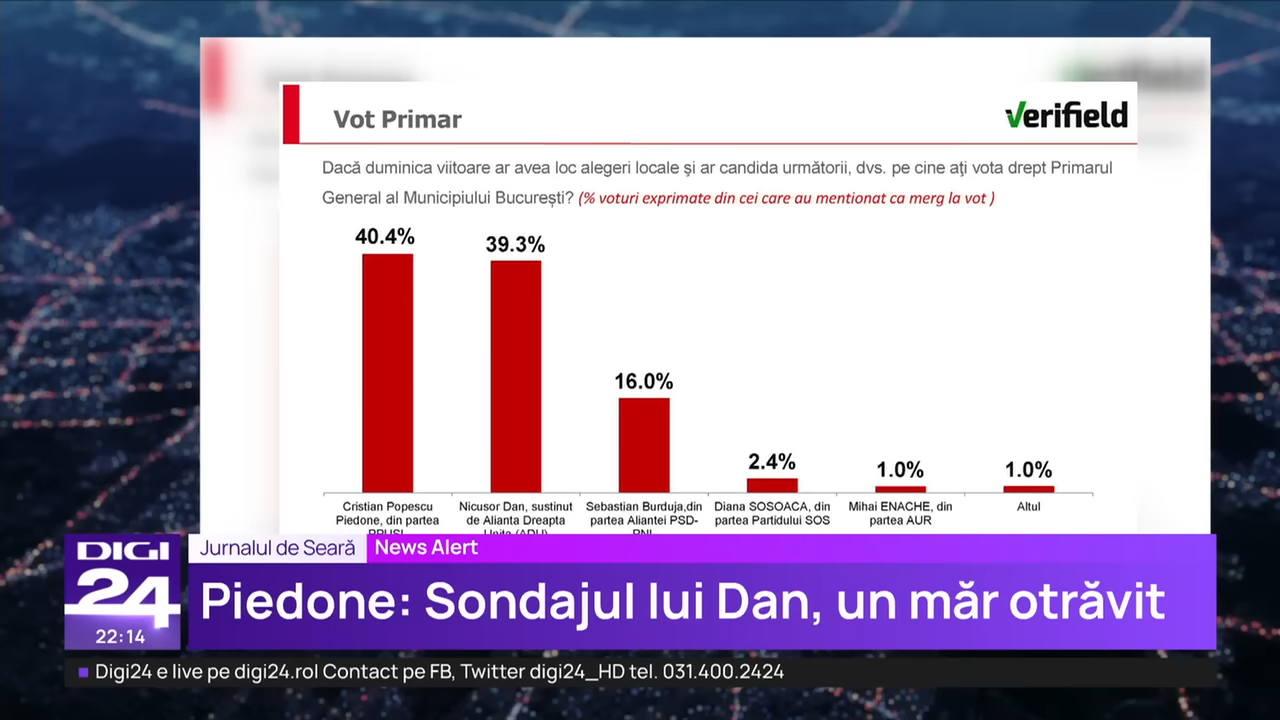 Vot Primar
Verifield
Dacă duminica viitoare ar avea loc alegeri locale şi ar candida următorii, dvs. pe cine aţi vota drept Primarul
General al Municipiului Bucureşti? (% voturi exprimate din cei care au mentionat ca merg la vot )
40.4%
39.3%
16.0%
2.4%
1.0%
1.0%
Cristian Popescu
Piedone, din partea
Nicusor Dan, sustinut
de Alianta Dreapta
Sebastian Burduja,din
partea Aliantei PSD-
Diana SOSOACA, din
partea Partidului SOS
Mihai ENACHE, din
partea AUR
Altul
DIGI
24
22:14
Jurnalul de Seară
News Alert
Piedone: Sondajul lui Dan, un măr otrăvit
Digi24 e live pe digi24.ro! Contact pe FB, Twitter digi24_HD tel. 031.400.2424